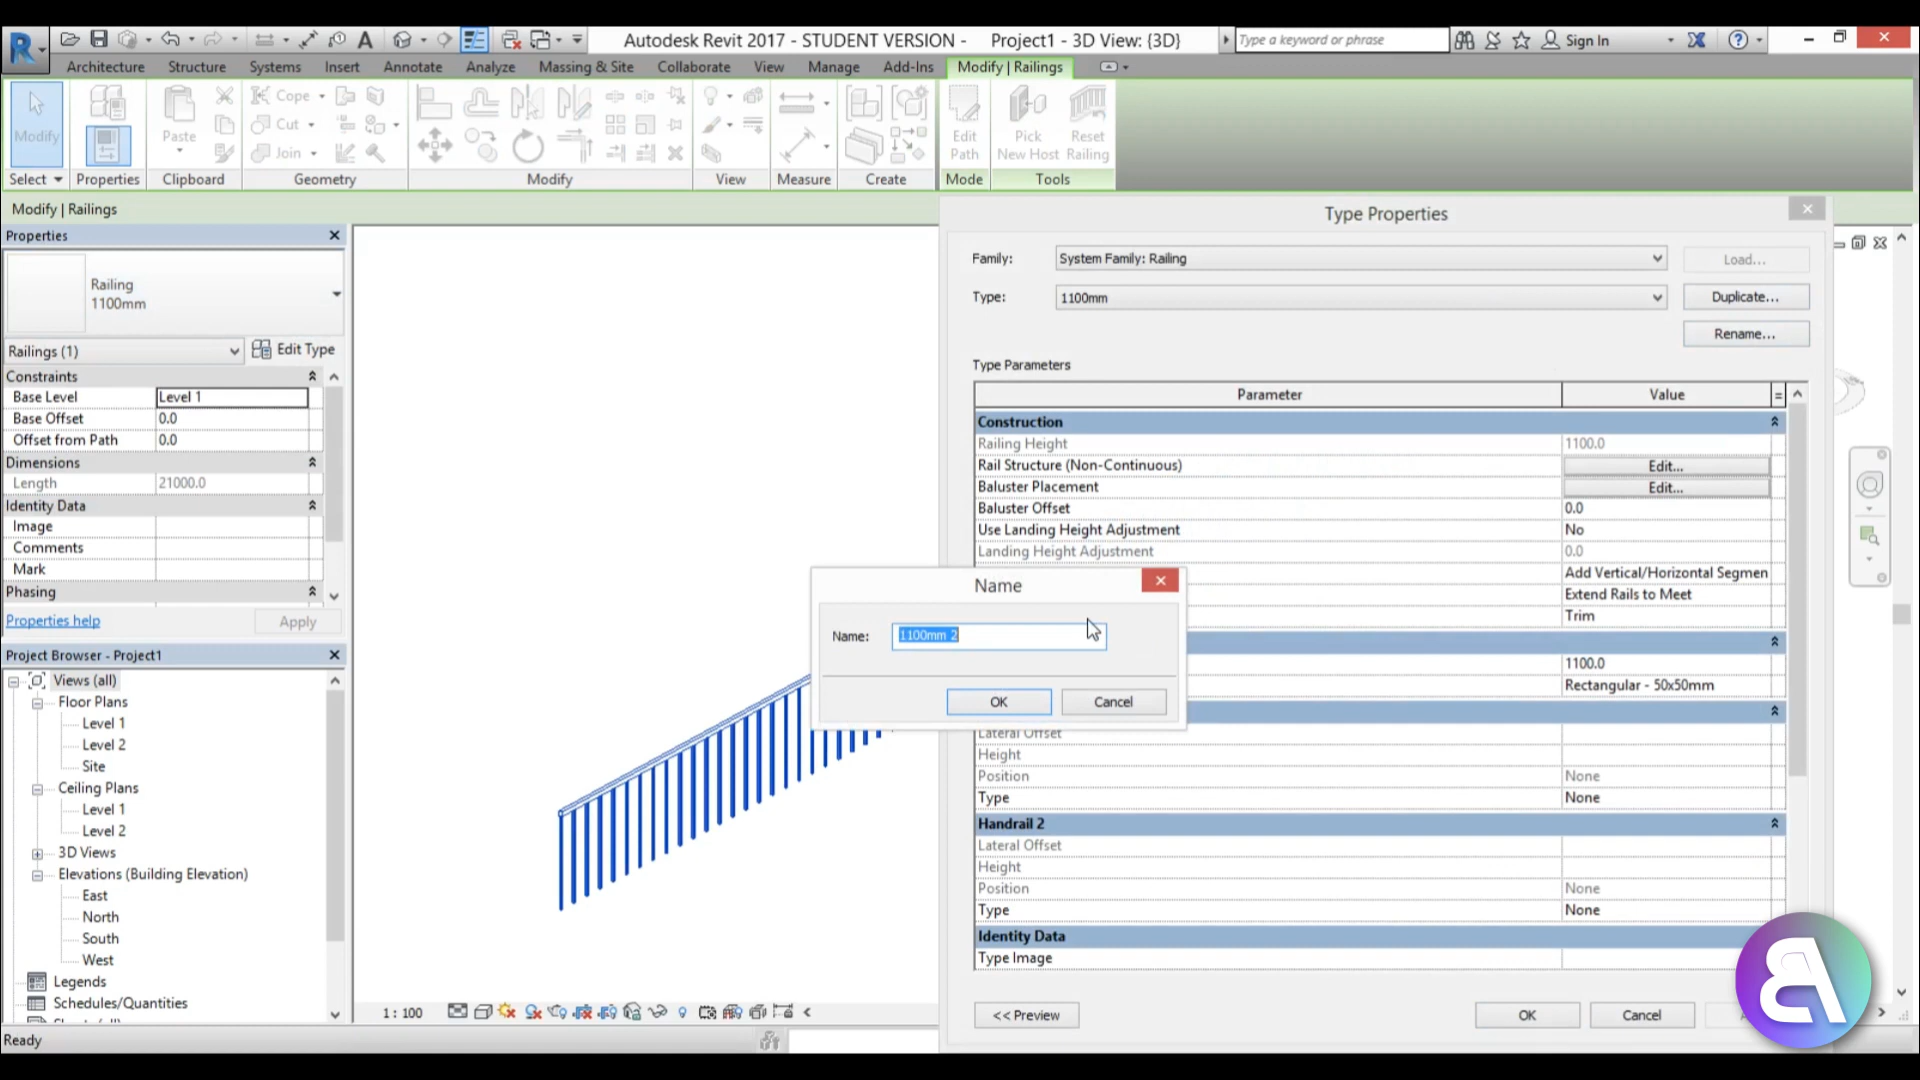 Autodesk Revit 2017 - STUDENT VERSION - Project1 - 3D View: {3D}
Type a keyword or phrase
Sign In
Architecture Structure Systems Insert Annotate Analyze Massing & Site Collaborate View Manage Add-Ins Modify | Railings
Modify
Paste
Cope
Cut
Join
Edit Path
Pick New Host
Reset Railing
Select Properties Clipboard Geometry Modify View Measure Create Mode Tools
Modify | Railings
Properties
Railing
1100mm
Railings (1)
Edit Type
Constraints
Base Level Level 1
Base Offset 0.0
Offset from Path 0.0
Dimensions
Length 21000.0
Identity Data
Image
Comments
Mark
Phasing
Properties help
Apply
Project Browser - Project1
Views (all)
Floor Plans
Level 1
Level 2
Site
Ceiling Plans
Level 1
Level 2
3D Views
Elevations (Building Elevation)
East
North
South
West
Legends
Schedules/Quantities
Ready
1 : 100
Type Properties
Family: System Family: Railing Load...
Type: 1100mm Duplicate...
Rename...
Type Parameters
Parameter Value =
Construction
Railing Height 1100.0
Rail Structure (Non-Continuous) Edit...
Baluster Placement Edit...
Baluster Offset 0.0
Use Landing Height Adjustment No
Landing Height Adjustment 0.0
Add Vertical/Horizontal Segmen
Extend Rails to Meet
Trim
1100.0
Rectangular - 50x50mm
Lateral Offset
Height
Position None
Type None
Handrail 2
Lateral Offset
Height
Position None
Type None
Identity Data
Type Image
<< Preview OK Cancel
Name
Name: 1100mm 2
OK Cancel